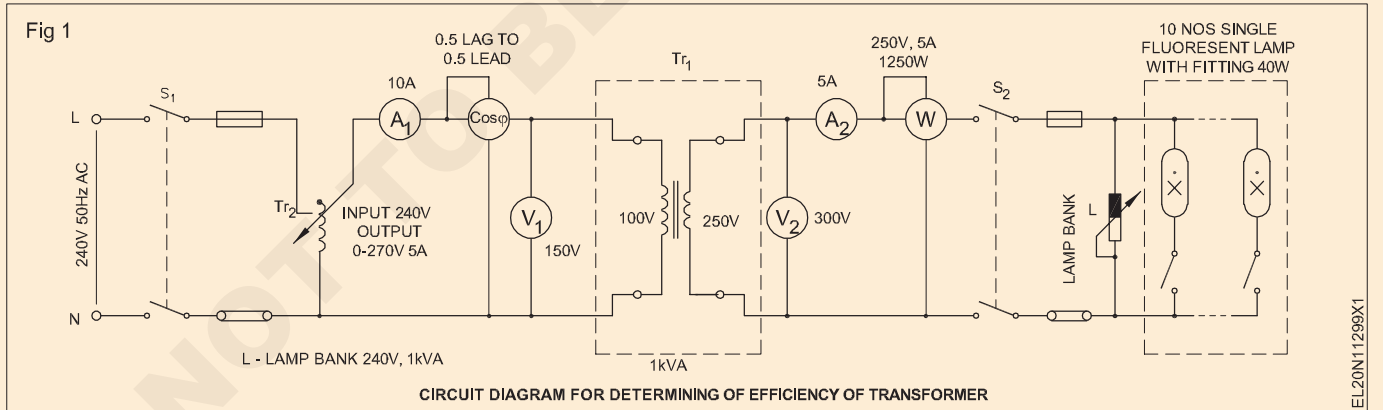 Fig 1
0.5 LAG TO
0.5 LEAD
10A
A1
Cosφ
Tr1
5A
A2
250V, 5A
1250W
W
S2
10 NOS SINGLE
FLUORESENT LAMP
WITH FITTING 40W
S1
L
240V 50Hz AC
N
Tr2
INPUT 240V
OUTPUT
0-270V 5A
V1
150V
100V
250V
V2
300V
L
LAMP BANK
L - LAMP BANK 240V, 1kVA
1kVA
CIRCUIT DIAGRAM FOR DETERMINING OF EFFICIENCY OF TRANSFORMER
EL20N11299X1
NOT TO BE